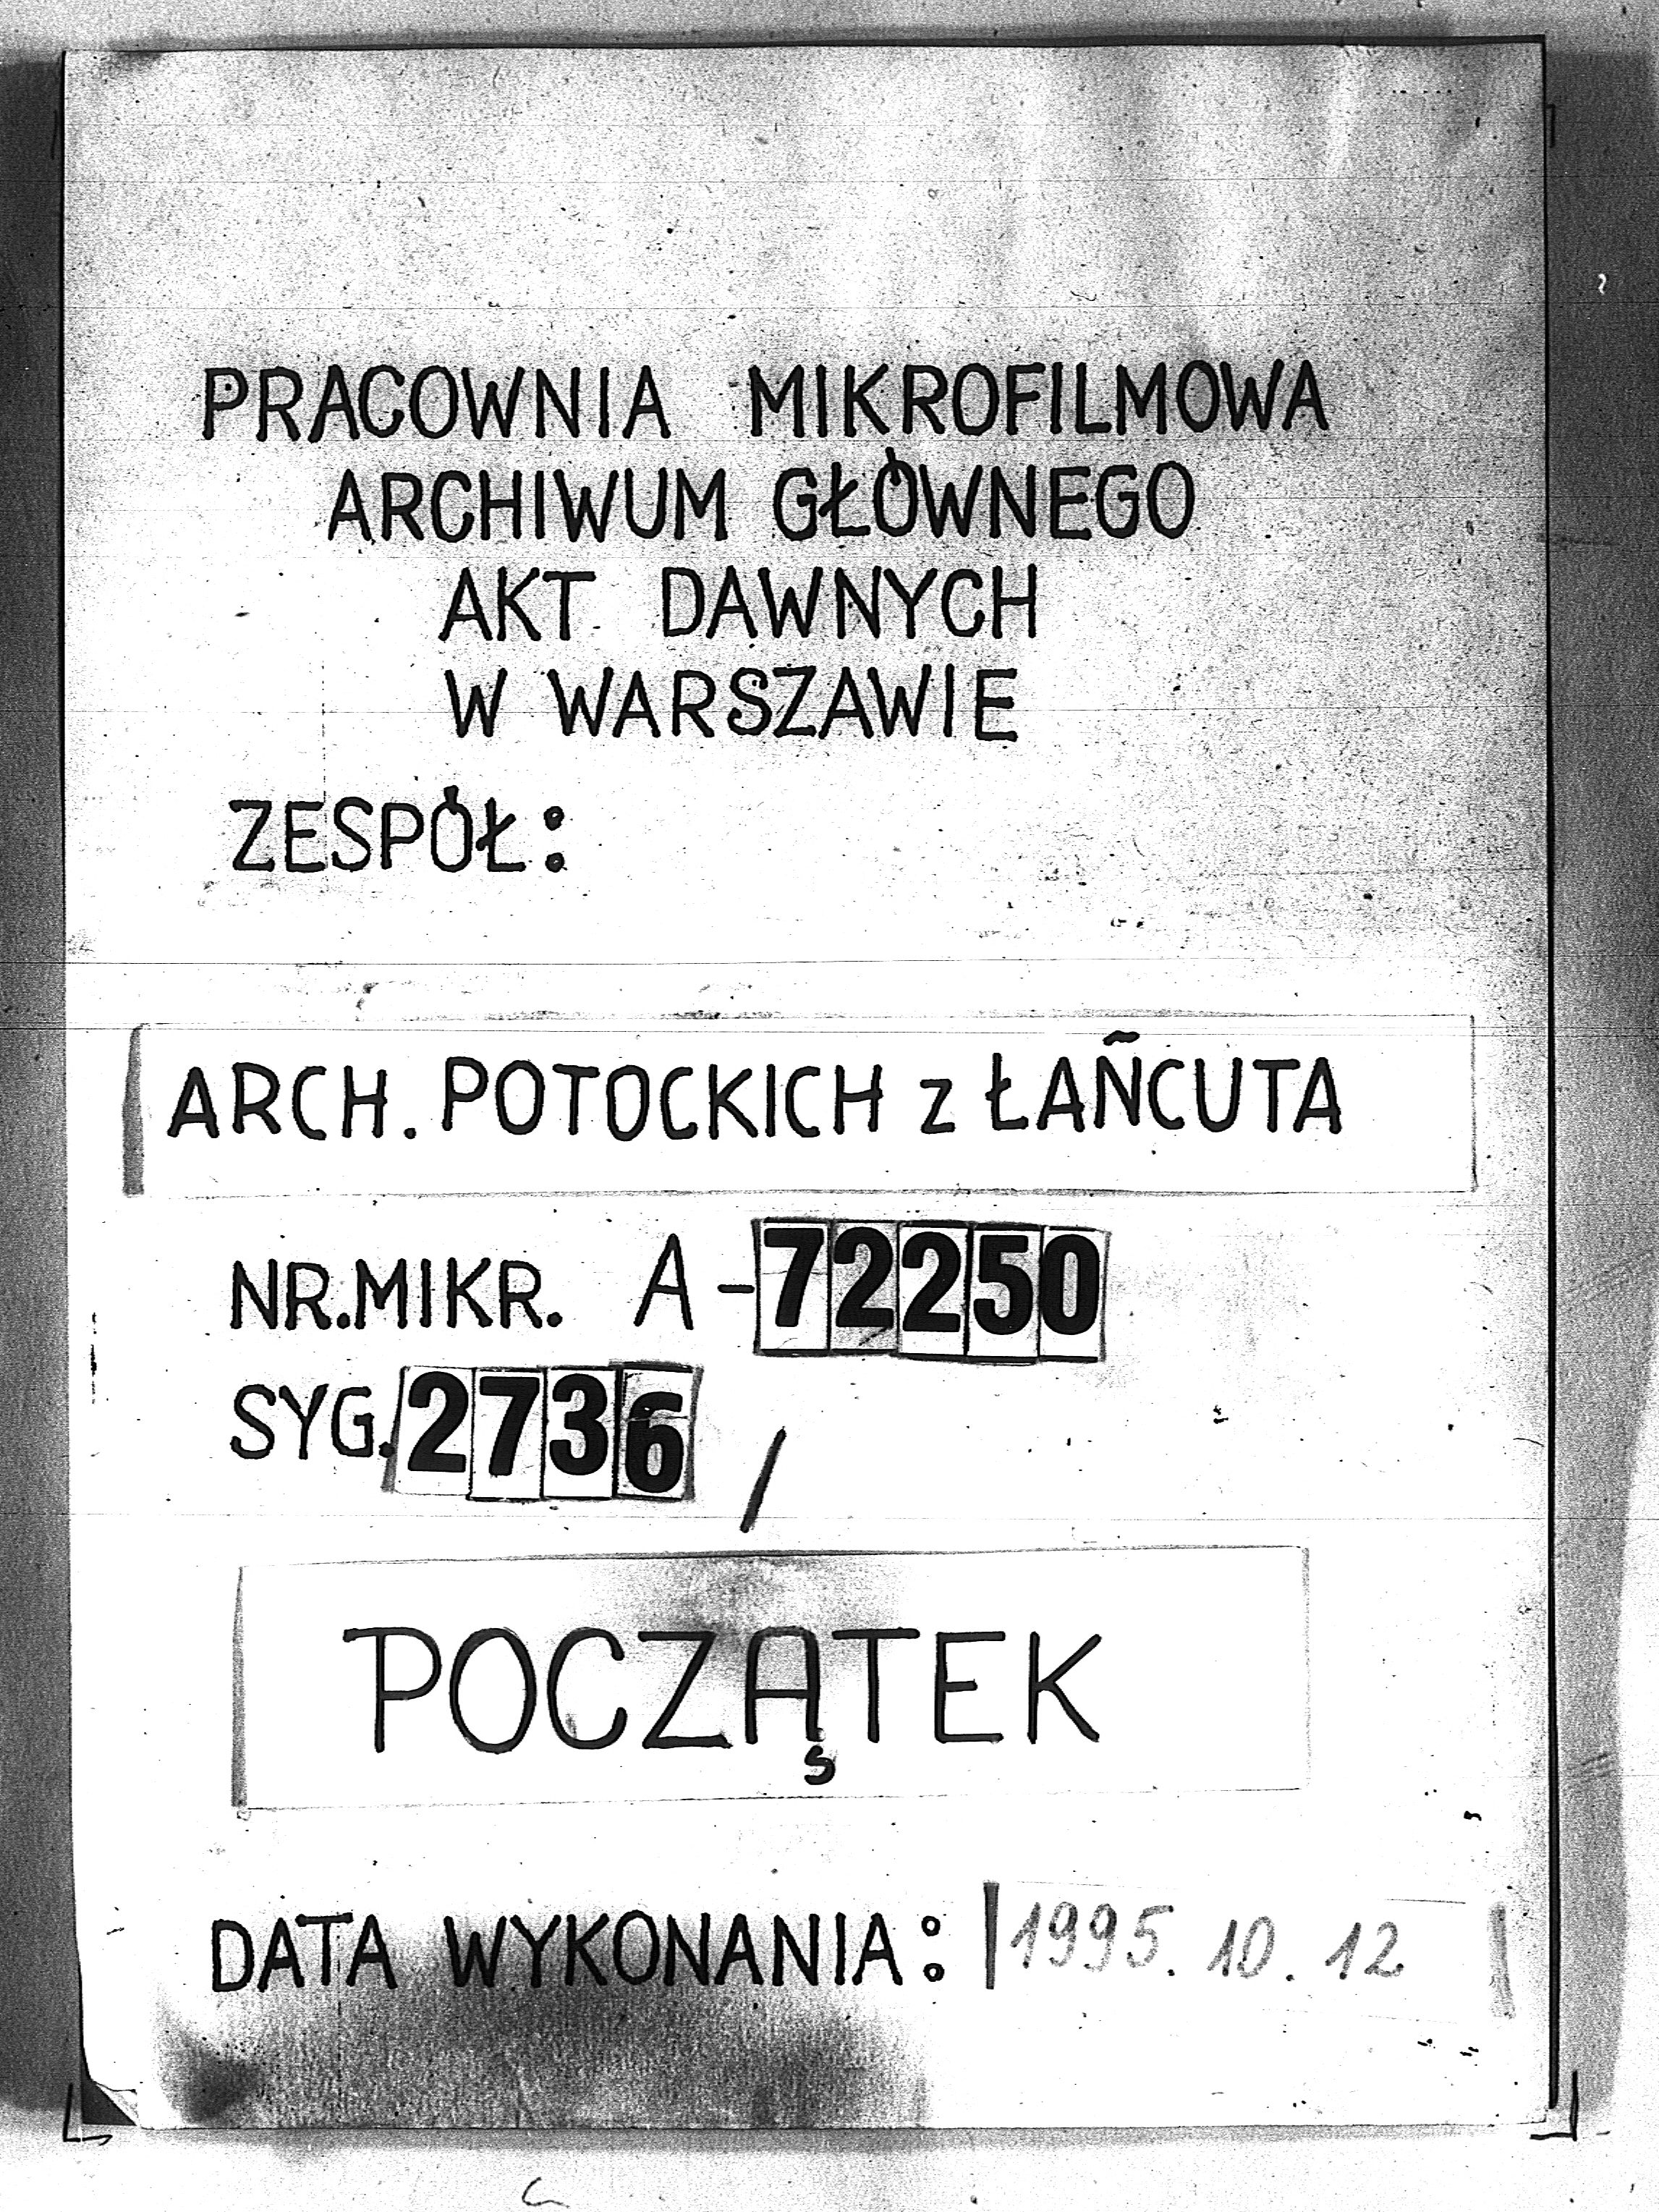 PRACOWNIA MIKROFILMOWA
ARCHIWUM GŁÓWNEGO
AKT DAWNYCH
W WARSZAWIE
ZESPÓŁ:
ARCH. POTOCKICH z ŁAŃCUTA
NR.MIKR. A-72250
SYG. 2736 /
POCZĄTEK
DATA WYKONANIA: 1995. 10. 12